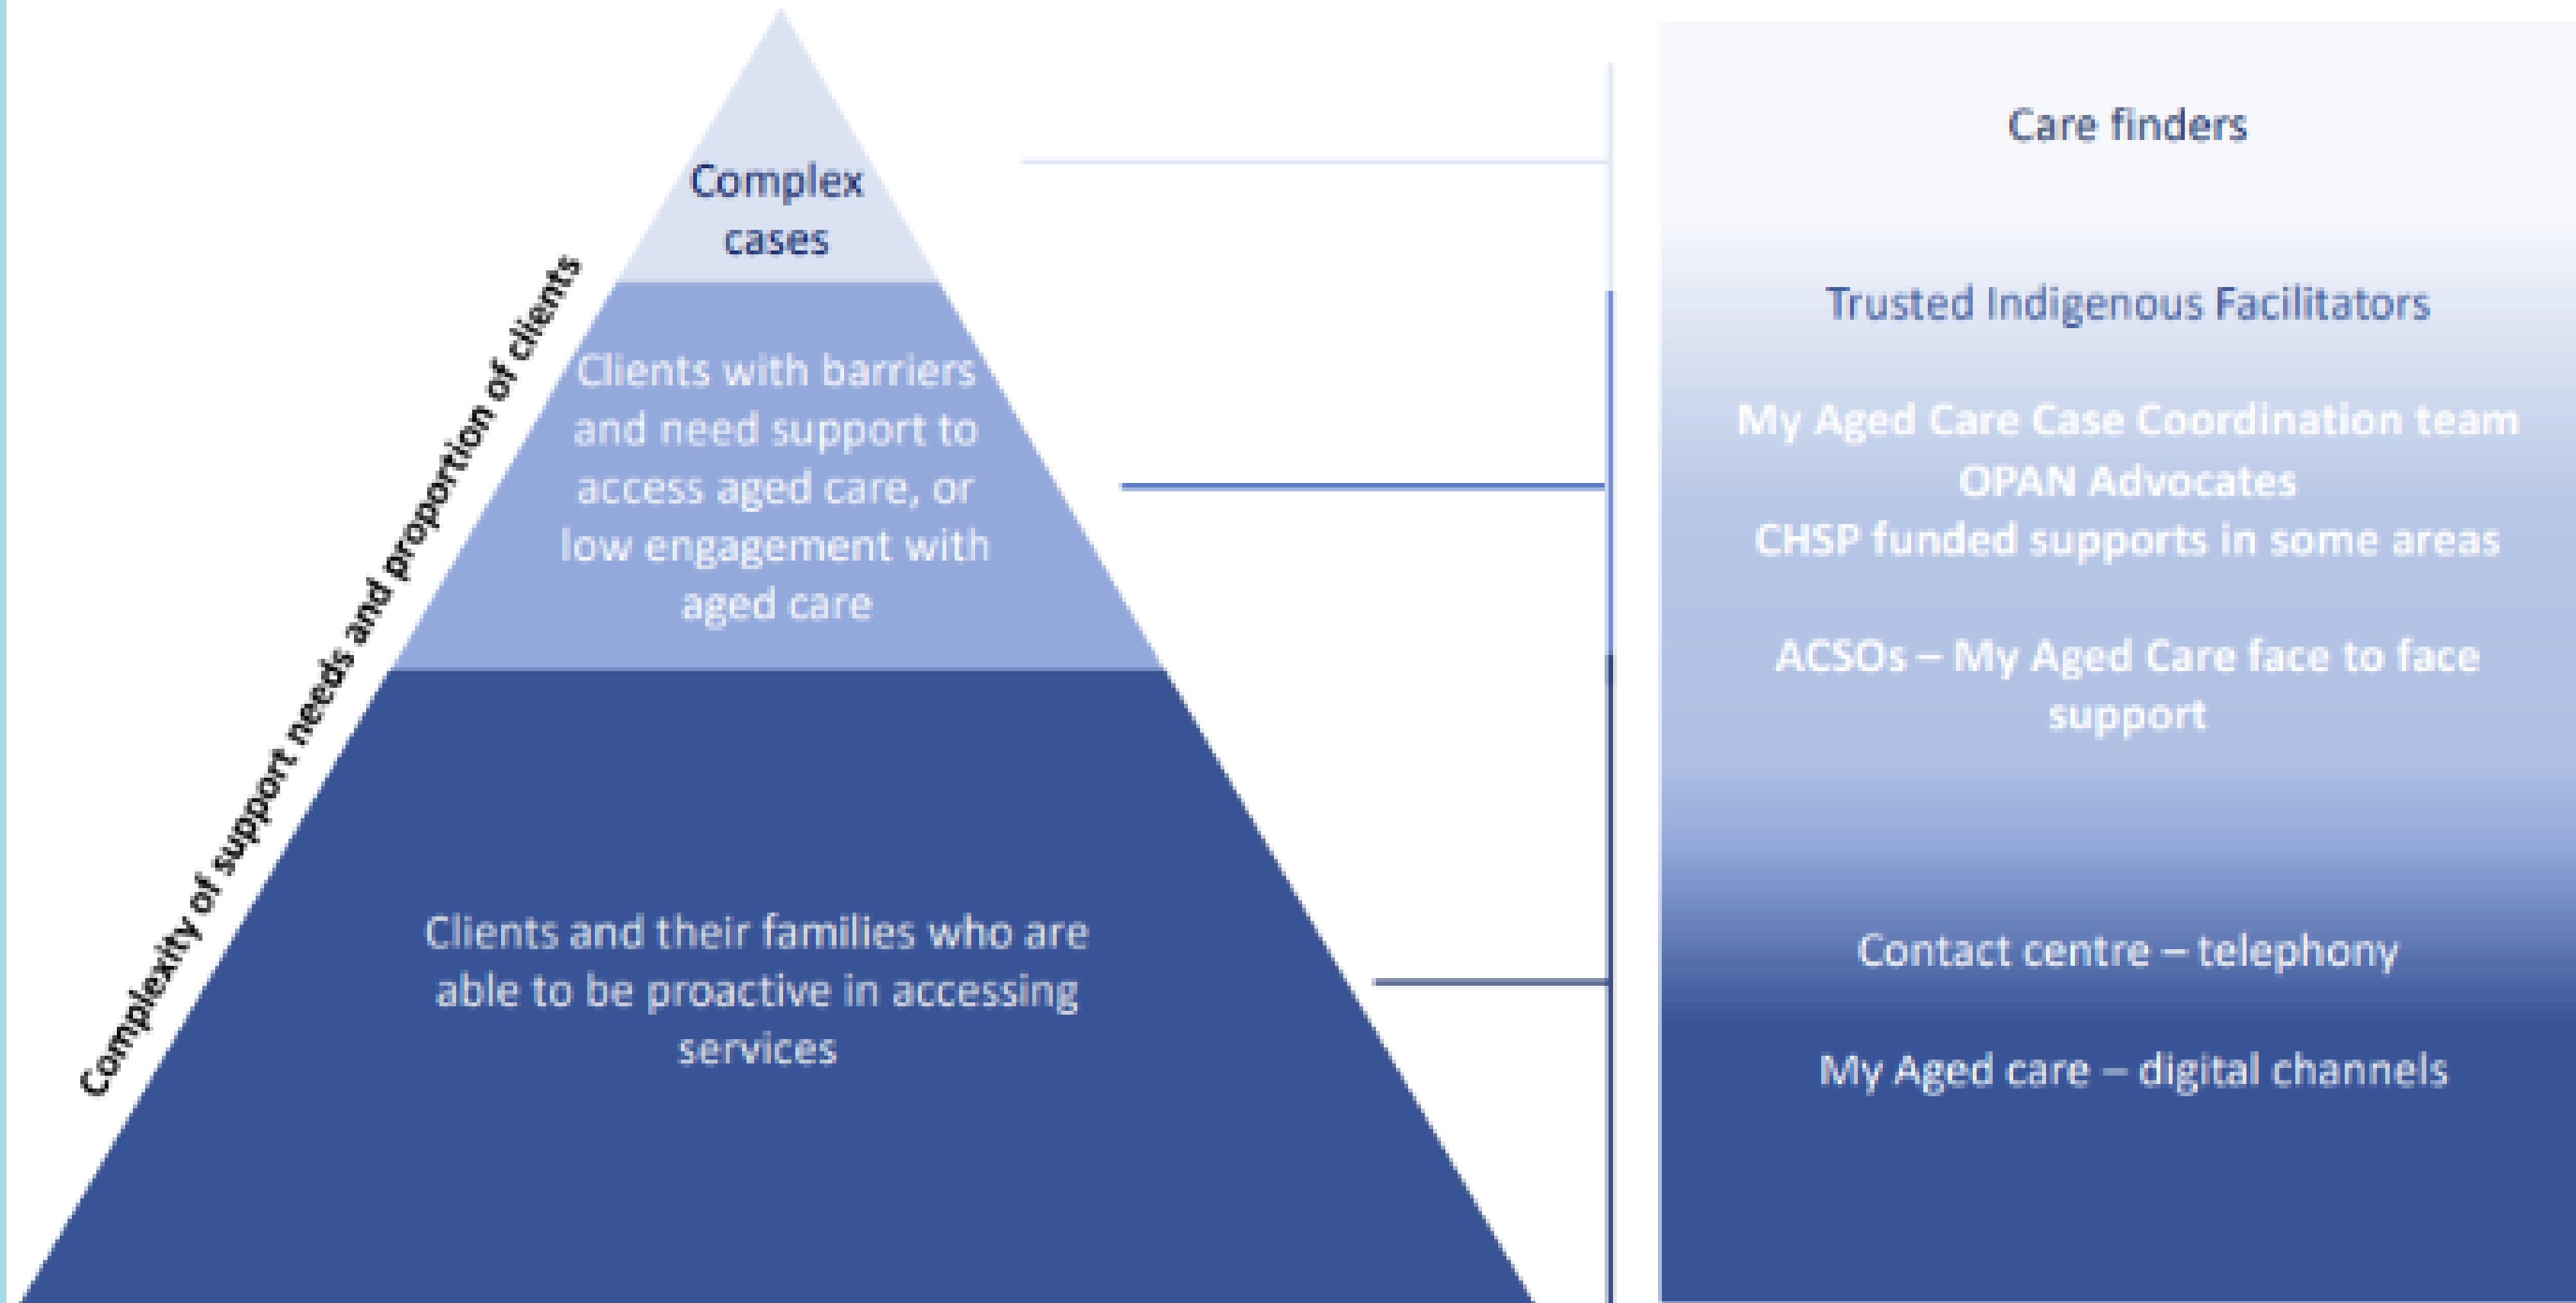 Complexity of support needs and proportion of clients
Complex
cases
Clients with barriers
and need support to
access aged care, or
low engagement with
aged care
Clients and their families who are
able to be proactive in accessing
services
Care finders
Trusted Indigenous Facilitators
My Aged Care Case Coordination team
OPAN Advocates
CHSP funded supports in some areas
ACSOs – My Aged Care face to face
support
Contact centre – telephony
My Aged care – digital channels